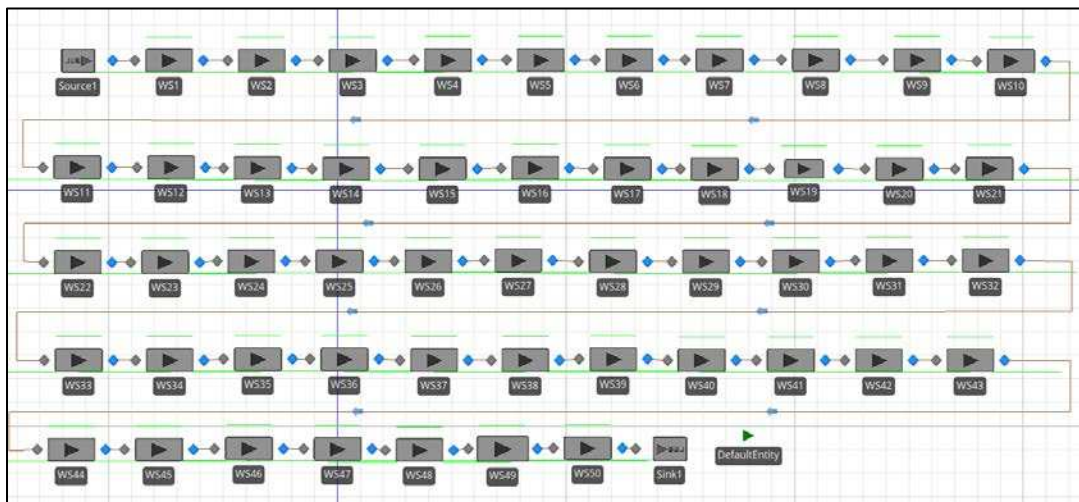 Source1 WS1 WS2 WS3 WS4 WS5 WS6 WS7 WS8 WS9 WS10
WS11 WS12 WS13 WS14 WS15 WS16 WS17 WS18 WS19 WS20 WS21
WS22 WS23 WS24 WS25 WS26 WS27 WS28 WS29 WS30 WS31 WS32
WS33 WS34 WS35 WS36 WS37 WS38 WS39 WS40 WS41 WS42 WS43
WS44 WS45 WS46 WS47 WS48 WS49 WS50 Sink1 DefaultEntity